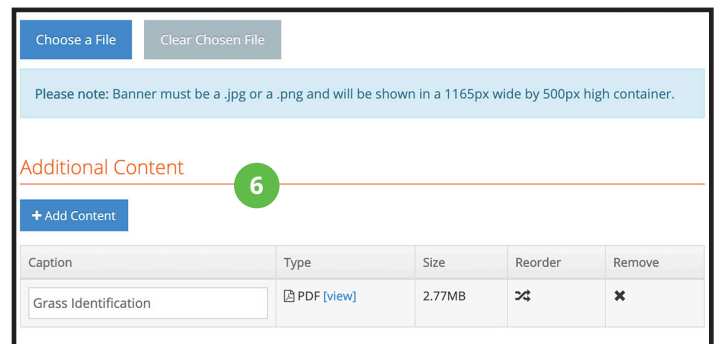 Choose a File Clear Chosen File
Please note: Banner must be a .jpg or a .png and will be shown in a 1165px wide by 500px high container.
Additional Content
6
+ Add Content
Caption Type Size Reorder Remove
Grass Identification PDF [view] 2.77MB